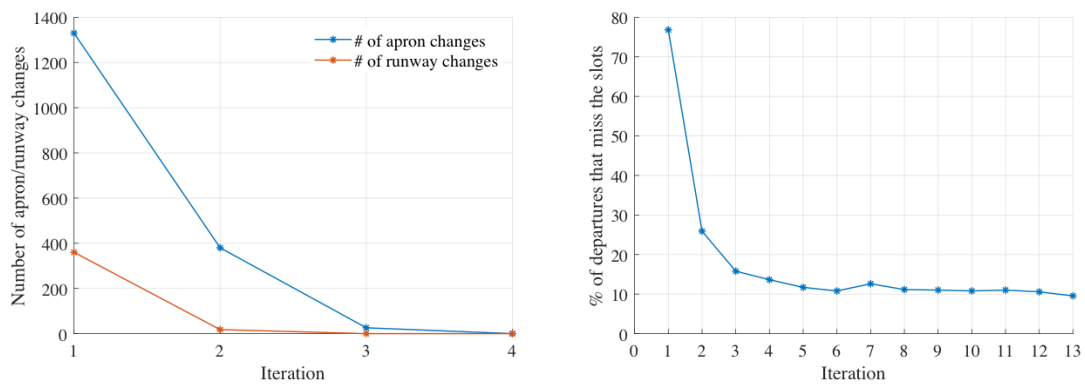 Number of apron/runway changes
1400
1200
1000
800
600
400
200
0
# of apron changes
# of runway changes
1 2 3 4
Iteration
% of departures that miss the slots
80
70
60
50
40
30
20
10
0
0 1 2 3 4 5 6 7 8 9 10 11 12 13
Iteration